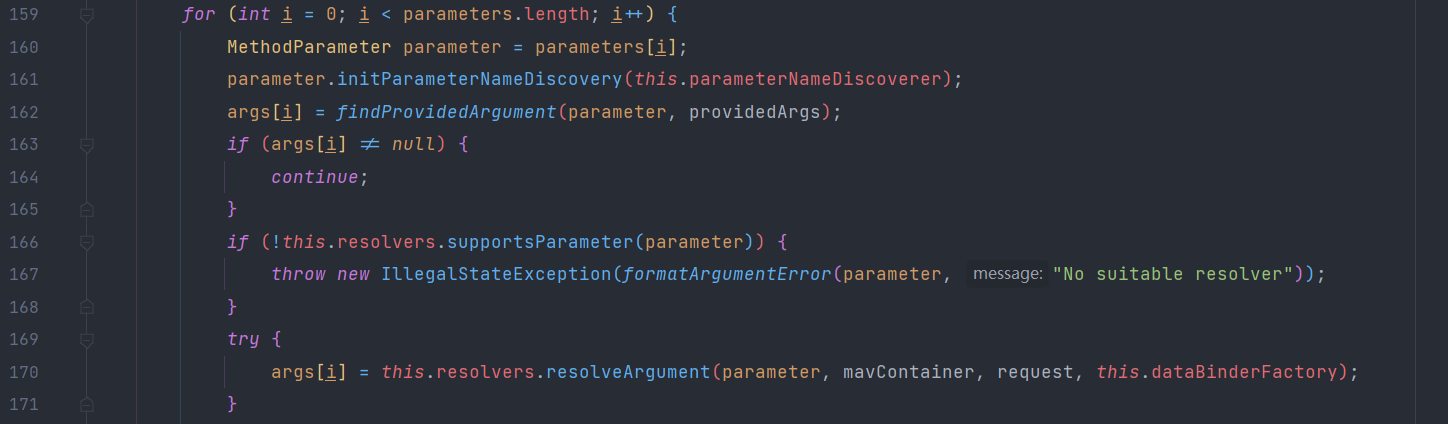 159 for (int i = 0; i < parameters.length; i++) {
160 MethodParameter parameter = parameters[i];
161 parameter.initParameterNameDiscovery(this.parameterNameDiscoverer);
162 args[i] = findProvidedArgument(parameter, providedArgs);
163 if (args[i] != null) {
164 continue;
165 }
166 if (!this.resolvers.supportsParameter(parameter)) {
167 throw new IllegalStateException(formatArgumentError(parameter, message: "No suitable resolver"));
168 }
169 try {
170 args[i] = this.resolvers.resolveArgument(parameter, mavContainer, request, this.dataBinderFactory);
171 }